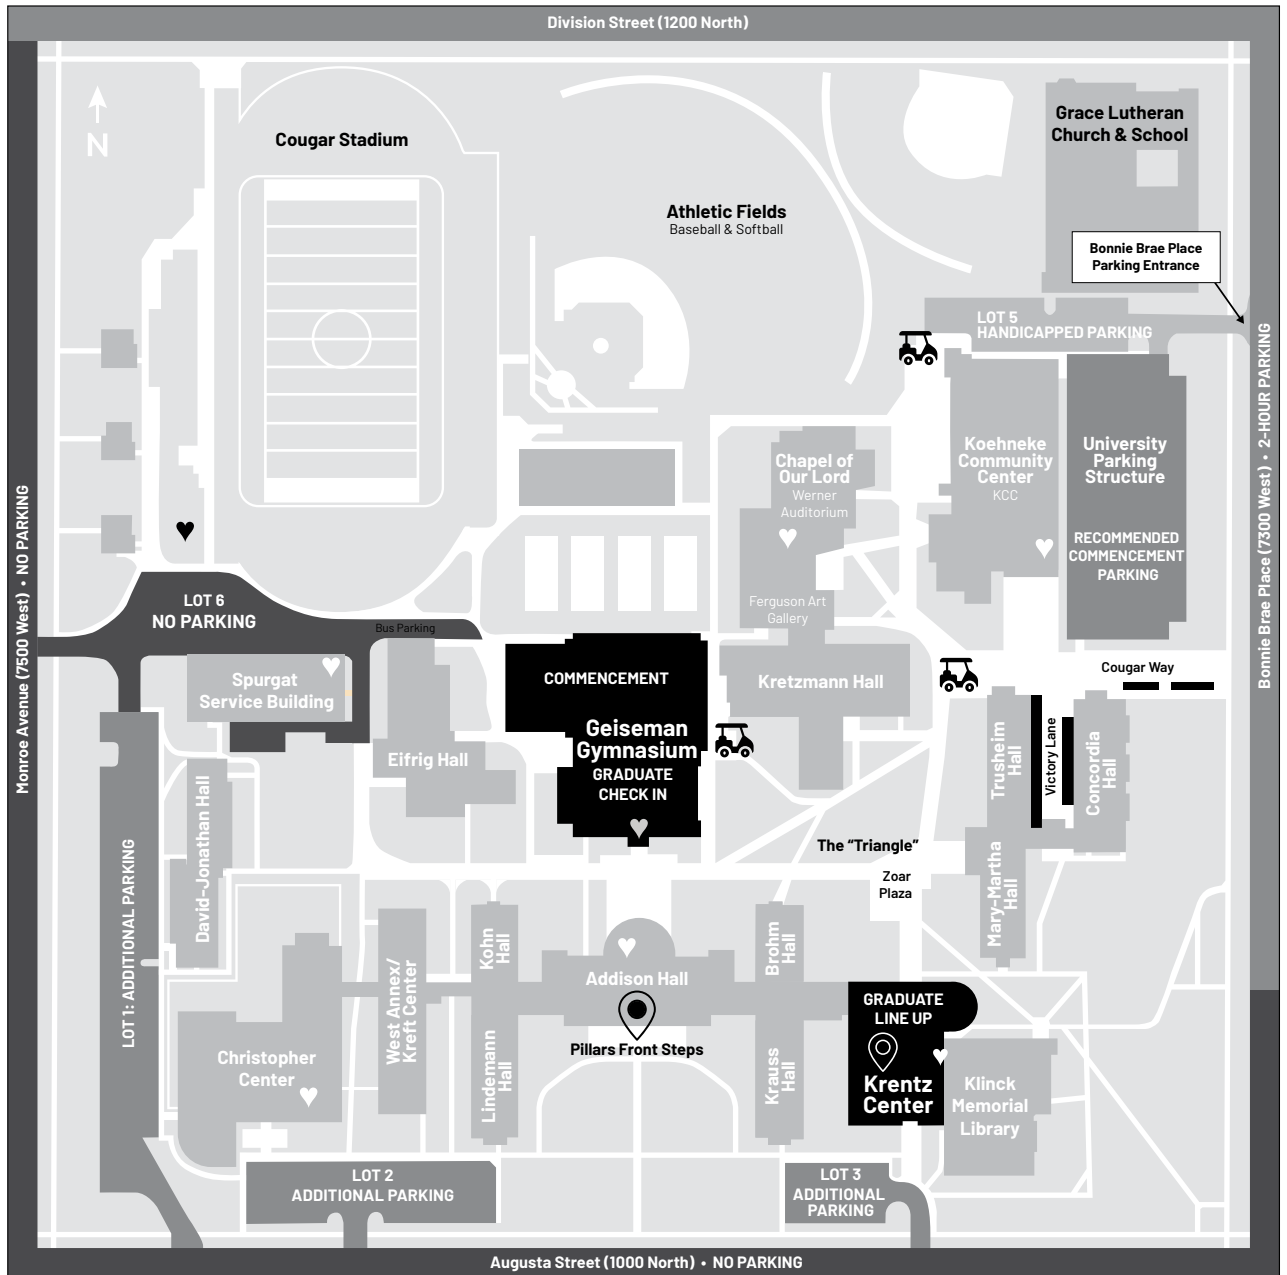 Division Street (1200 North)
N
Cougar Stadium
Athletic Fields
Baseball & Softball
Grace Lutheran
Church & School
Bonnie Brae Place
Parking Entrance
LOT 5
HANDICAPPED PARKING
Koehneke
Community
Center
KCC
University
Parking
Structure
RECOMMENDED
COMMENCEMENT
PARKING
Chapel of
Our Lord
Werner
Auditorium
Ferguson Art
Gallery
Monroe Avenue (7500 West) • NO PARKING
Bonnie Brae Place (7300 West) • 2-HOUR PARKING
LOT 6
NO PARKING
Bus Parking
Spurgat
Service Building
Eifrig Hall
COMMENCEMENT
Geiseman
Gymnasium
GRADUATE
CHECK IN
Kretzmann Hall
Cougar Way
Trusheim
Hall
Victory Lane
Concordia
Hall
David-Jonathan Hall
LOT 1: ADDITIONAL PARKING
The “Triangle”
Zoar
Plaza
Mary-Martha
Hall
Kohn
Hall
Brohm
Hall
Addison Hall
Pillars Front Steps
West Annex/
Kreft Center
Lindemann
Hall
Krauss
Hall
Christopher
Center
GRADUATE
LINE UP
Krentz
Center
Klinck
Memorial
Library
LOT 2
ADDITIONAL PARKING
LOT 3
ADDITIONAL
PARKING
Augusta Street (1000 North) • NO PARKING